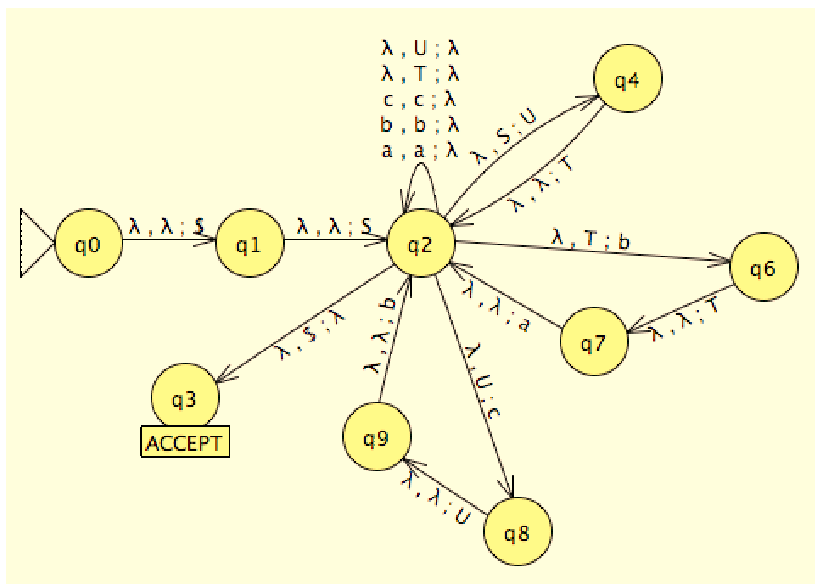 λ , U ; λ
λ , T ; λ
c , c ; λ
b , b ; λ
a , a ; λ
q4
λ , S ; U
λ , λ ; T
q0
λ , λ ; $
q1
λ , λ ; S
q2
λ , T ; b
q6
λ , λ ; T
q7
λ , λ ; a
λ , $ ; λ
q3
ACCEPT
λ , λ ; b
q9
λ , U ; c
λ , λ ; U
q8